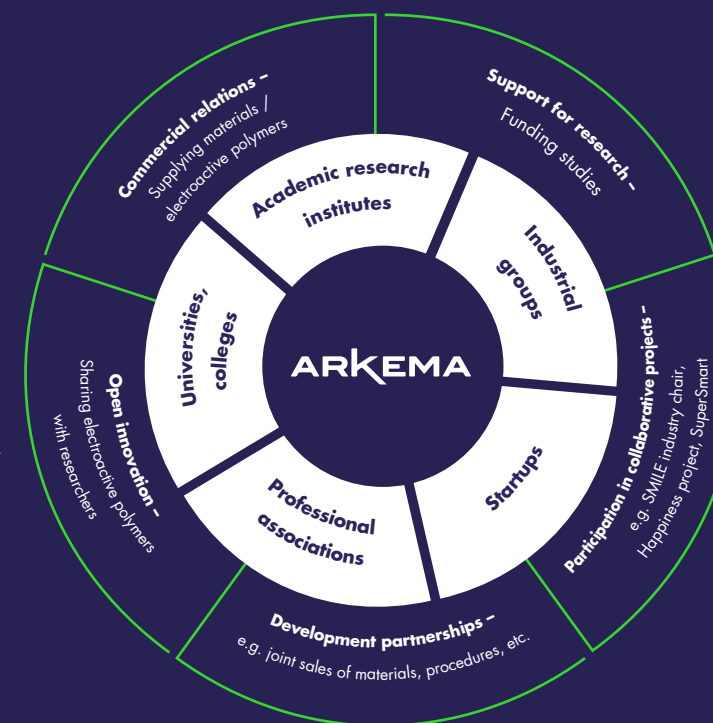 Commercial relations –
Supplying materials /
electroactive polymers
Support for research –
Funding studies
Academic research
institutes
Industrial
groups
Universities,
colleges
ARKEMA
Participation in collaborative projects –
e.g. SMILE industry chair,
Happiness project, SuperSmart
Open innovation –
Sharing electroactive polymers
with researchers
Startups
Professional
associations
Development partnerships –
e.g. joint sales of materials, procedures, etc.